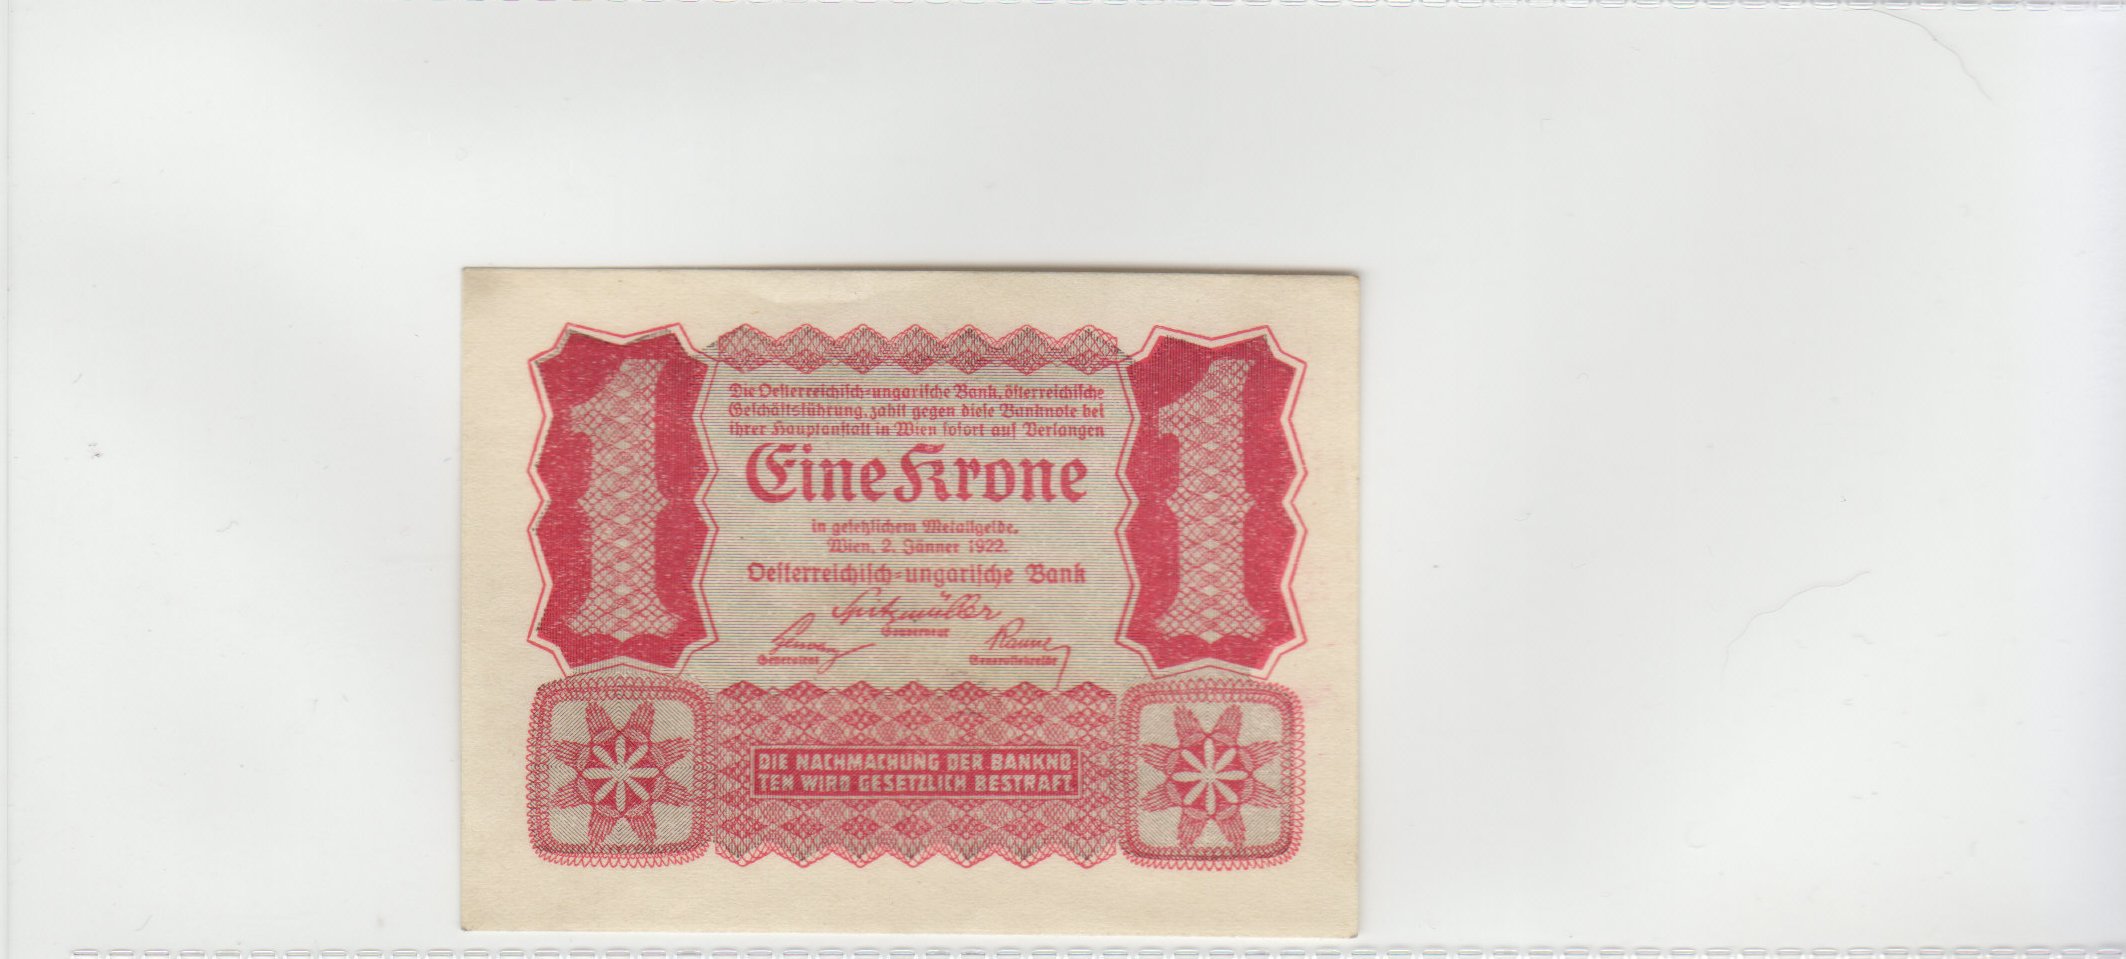 1
1
Die Oesterreichisch-ungarische Bank, österreichische
Geschäftsführung, zahlt gegen diese Banknote bei
ihrer Hauptanstalt in Wien sofort auf Verlangen
Eine Krone
in gesetzlichem Metallgelde.
Wien, 2. Jänner 1922.
Oesterreichisch-ungarische Bank
Spitzmüller
Gouverneur
Generalrat
Generalsekretär
DIE NACHMACHUNG DER BANKNO
TEN WIRD GESETZLICH BESTRAFT